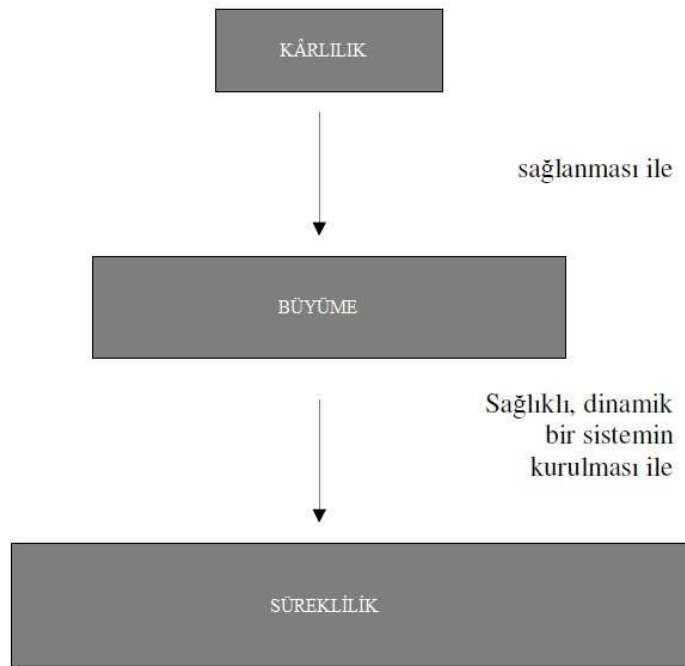 KÂRLILIK
sağlanması ile
BÜYÜME
Sağlıklı, dinamik
bir sistemin
kurulması ile
SÜREKLİLİK